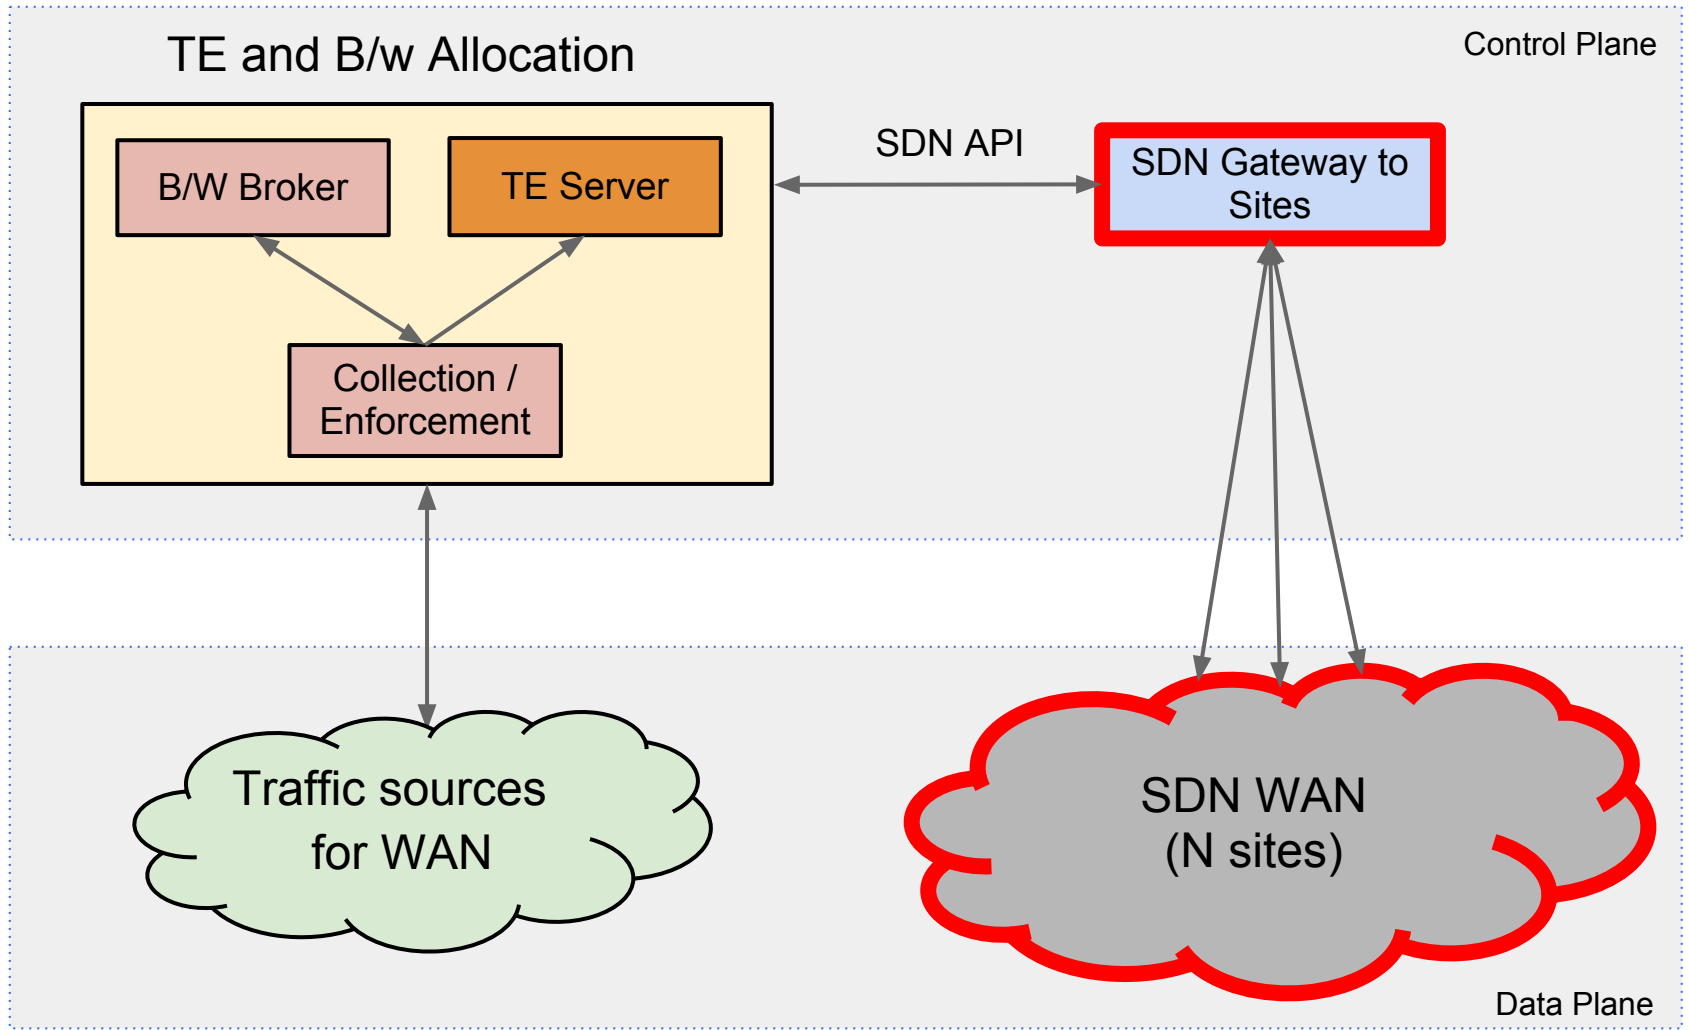 TE and B/w Allocation
Control Plane
B/W Broker
TE Server
SDN API
SDN Gateway to
Sites
Collection /
Enforcement
Traffic sources
for WAN
SDN WAN
(N sites)
Data Plane